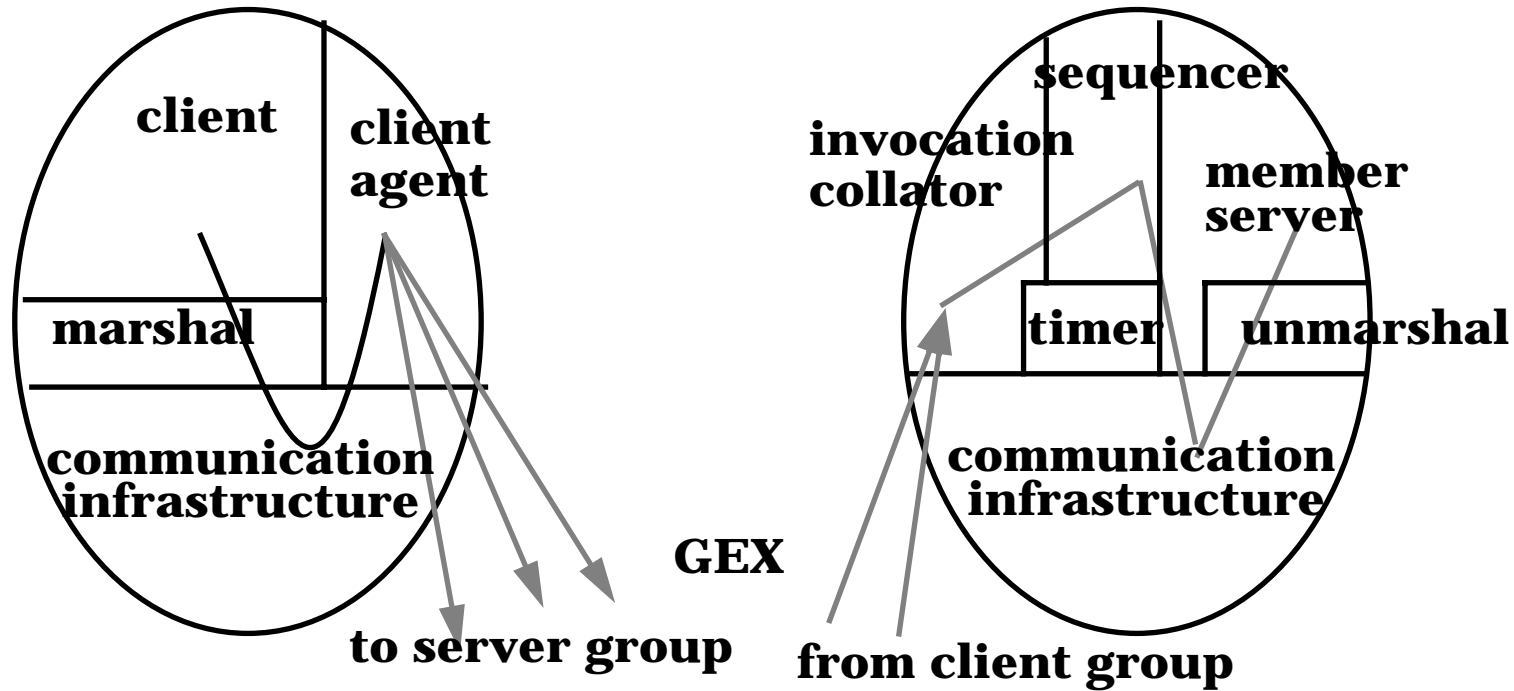 client
client
agent
marshal
communication
infrastructure
to server group
GEX
sequencer
invocation
collator
member
server
timer
unmarshal
communication
infrastructure
from client group